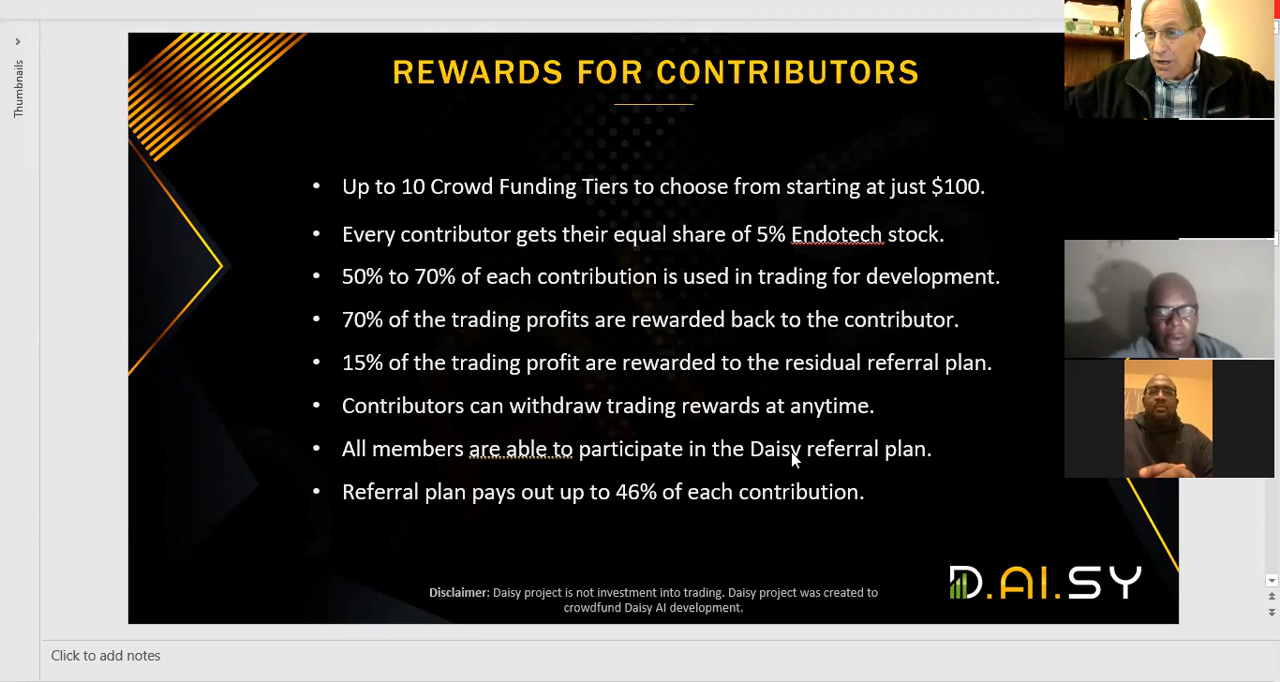 Thumbnails
REWARDS FOR CONTRIBUTORS
• Up to 10 Crowd Funding Tiers to choose from starting at just $100.
• Every contributor gets their equal share of 5% Endotech stock.
• 50% to 70% of each contribution is used in trading for development.
• 70% of the trading profits are rewarded back to the contributor.
• 15% of the trading profit are rewarded to the residual referral plan.
• Contributors can withdraw trading rewards at anytime.
• All members are able to participate in the Daisy referral plan.
• Referral plan pays out up to 46% of each contribution.
Disclaimer: Daisy project is not investment into trading. Daisy project was created to
crowdfund Daisy AI development.
D.AI.SY
Click to add notes